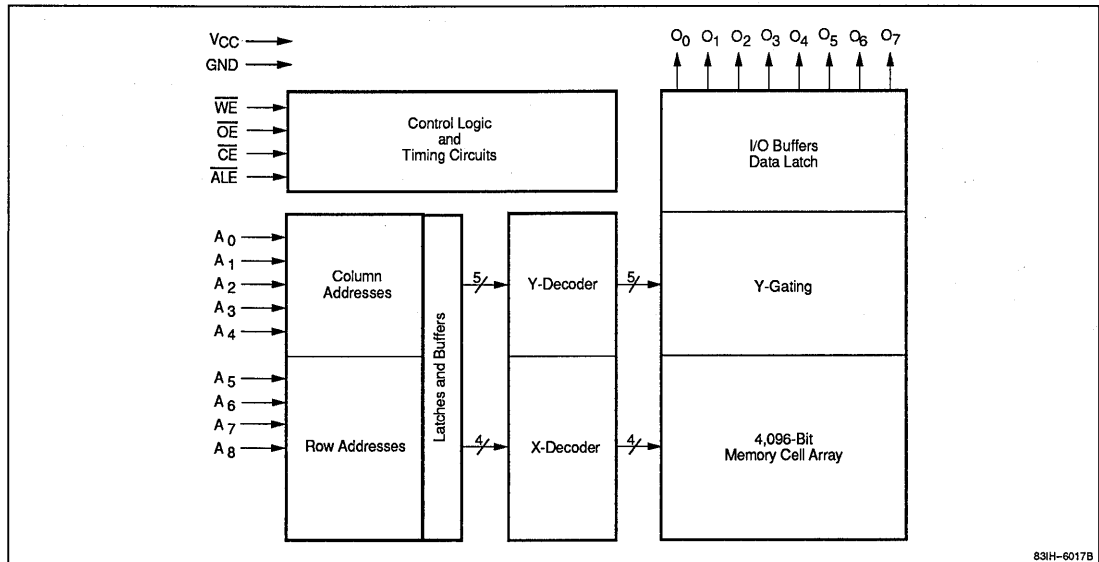 VCC
GND
WE
OE
CE
ALE
Control Logic
and
Timing Circuits
O0 O1 O2 O3 O4 O5 O6 O7
I/O Buffers
Data Latch
A0
A1
A2
A3
A4
Column
Addresses
A5
A6
A7
A8
Row Addresses
Latches and Buffers
5
Y-Decoder
5
Y-Gating
4
X-Decoder
4
4,096-Bit
Memory Cell Array
83IH-6017B